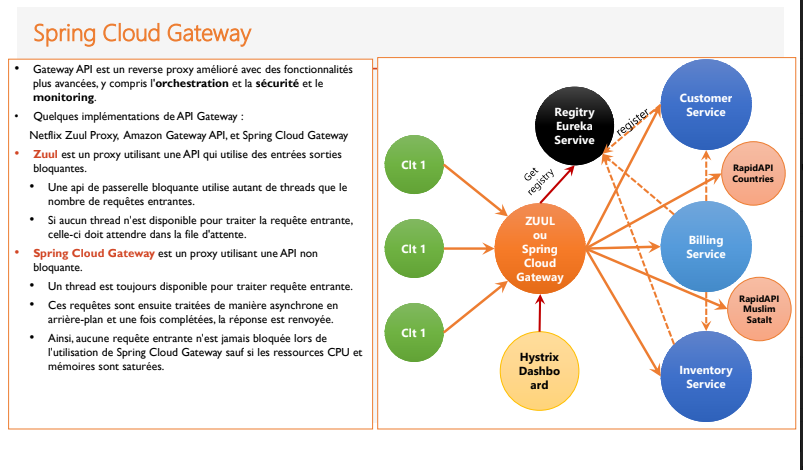 Spring Cloud Gateway
• Gateway API est un reverse proxy amélioré avec des fonctionnalités
plus avancées, y compris l'orchestration et la sécurité et le
monitoring.
• Quelques implémentations de API Gateway :
Netflix Zuul Proxy, Amazon Gateway API, et Spring Cloud Gateway
• Zuul est un proxy utilisant une API qui utilise des entrées sorties
bloquantes.
• Une api de passerelle bloquante utilise autant de threads que le
nombre de requêtes entrantes.
• Si aucun thread n'est disponible pour traiter la requête entrante,
celle-ci doit attendre dans la file d'attente.
• Spring Cloud Gateway est un proxy utilisant une API non
bloquante.
• Un thread est toujours disponible pour traiter requête entrante.
• Ces requêtes sont ensuite traitées de manière asynchrone en
arrière-plan et une fois complétées, la réponse est renvoyée.
• Ainsi, aucune requête entrante n'est jamais bloquée lors de
l'utilisation de Spring Cloud Gateway sauf si les ressources CPU et
mémoires sont saturées.
Clt 1
Clt 1
Clt 1
Regitry
Eureka
Servive
register
Get
registry
ZUUL
ou
Spring
Cloud
Gateway
Hystrix
Dashbo
ard
Customer
Service
RapidAPI
Countries
Billing
Service
RapidAPI
Muslim
Satalt
Inventory
Service